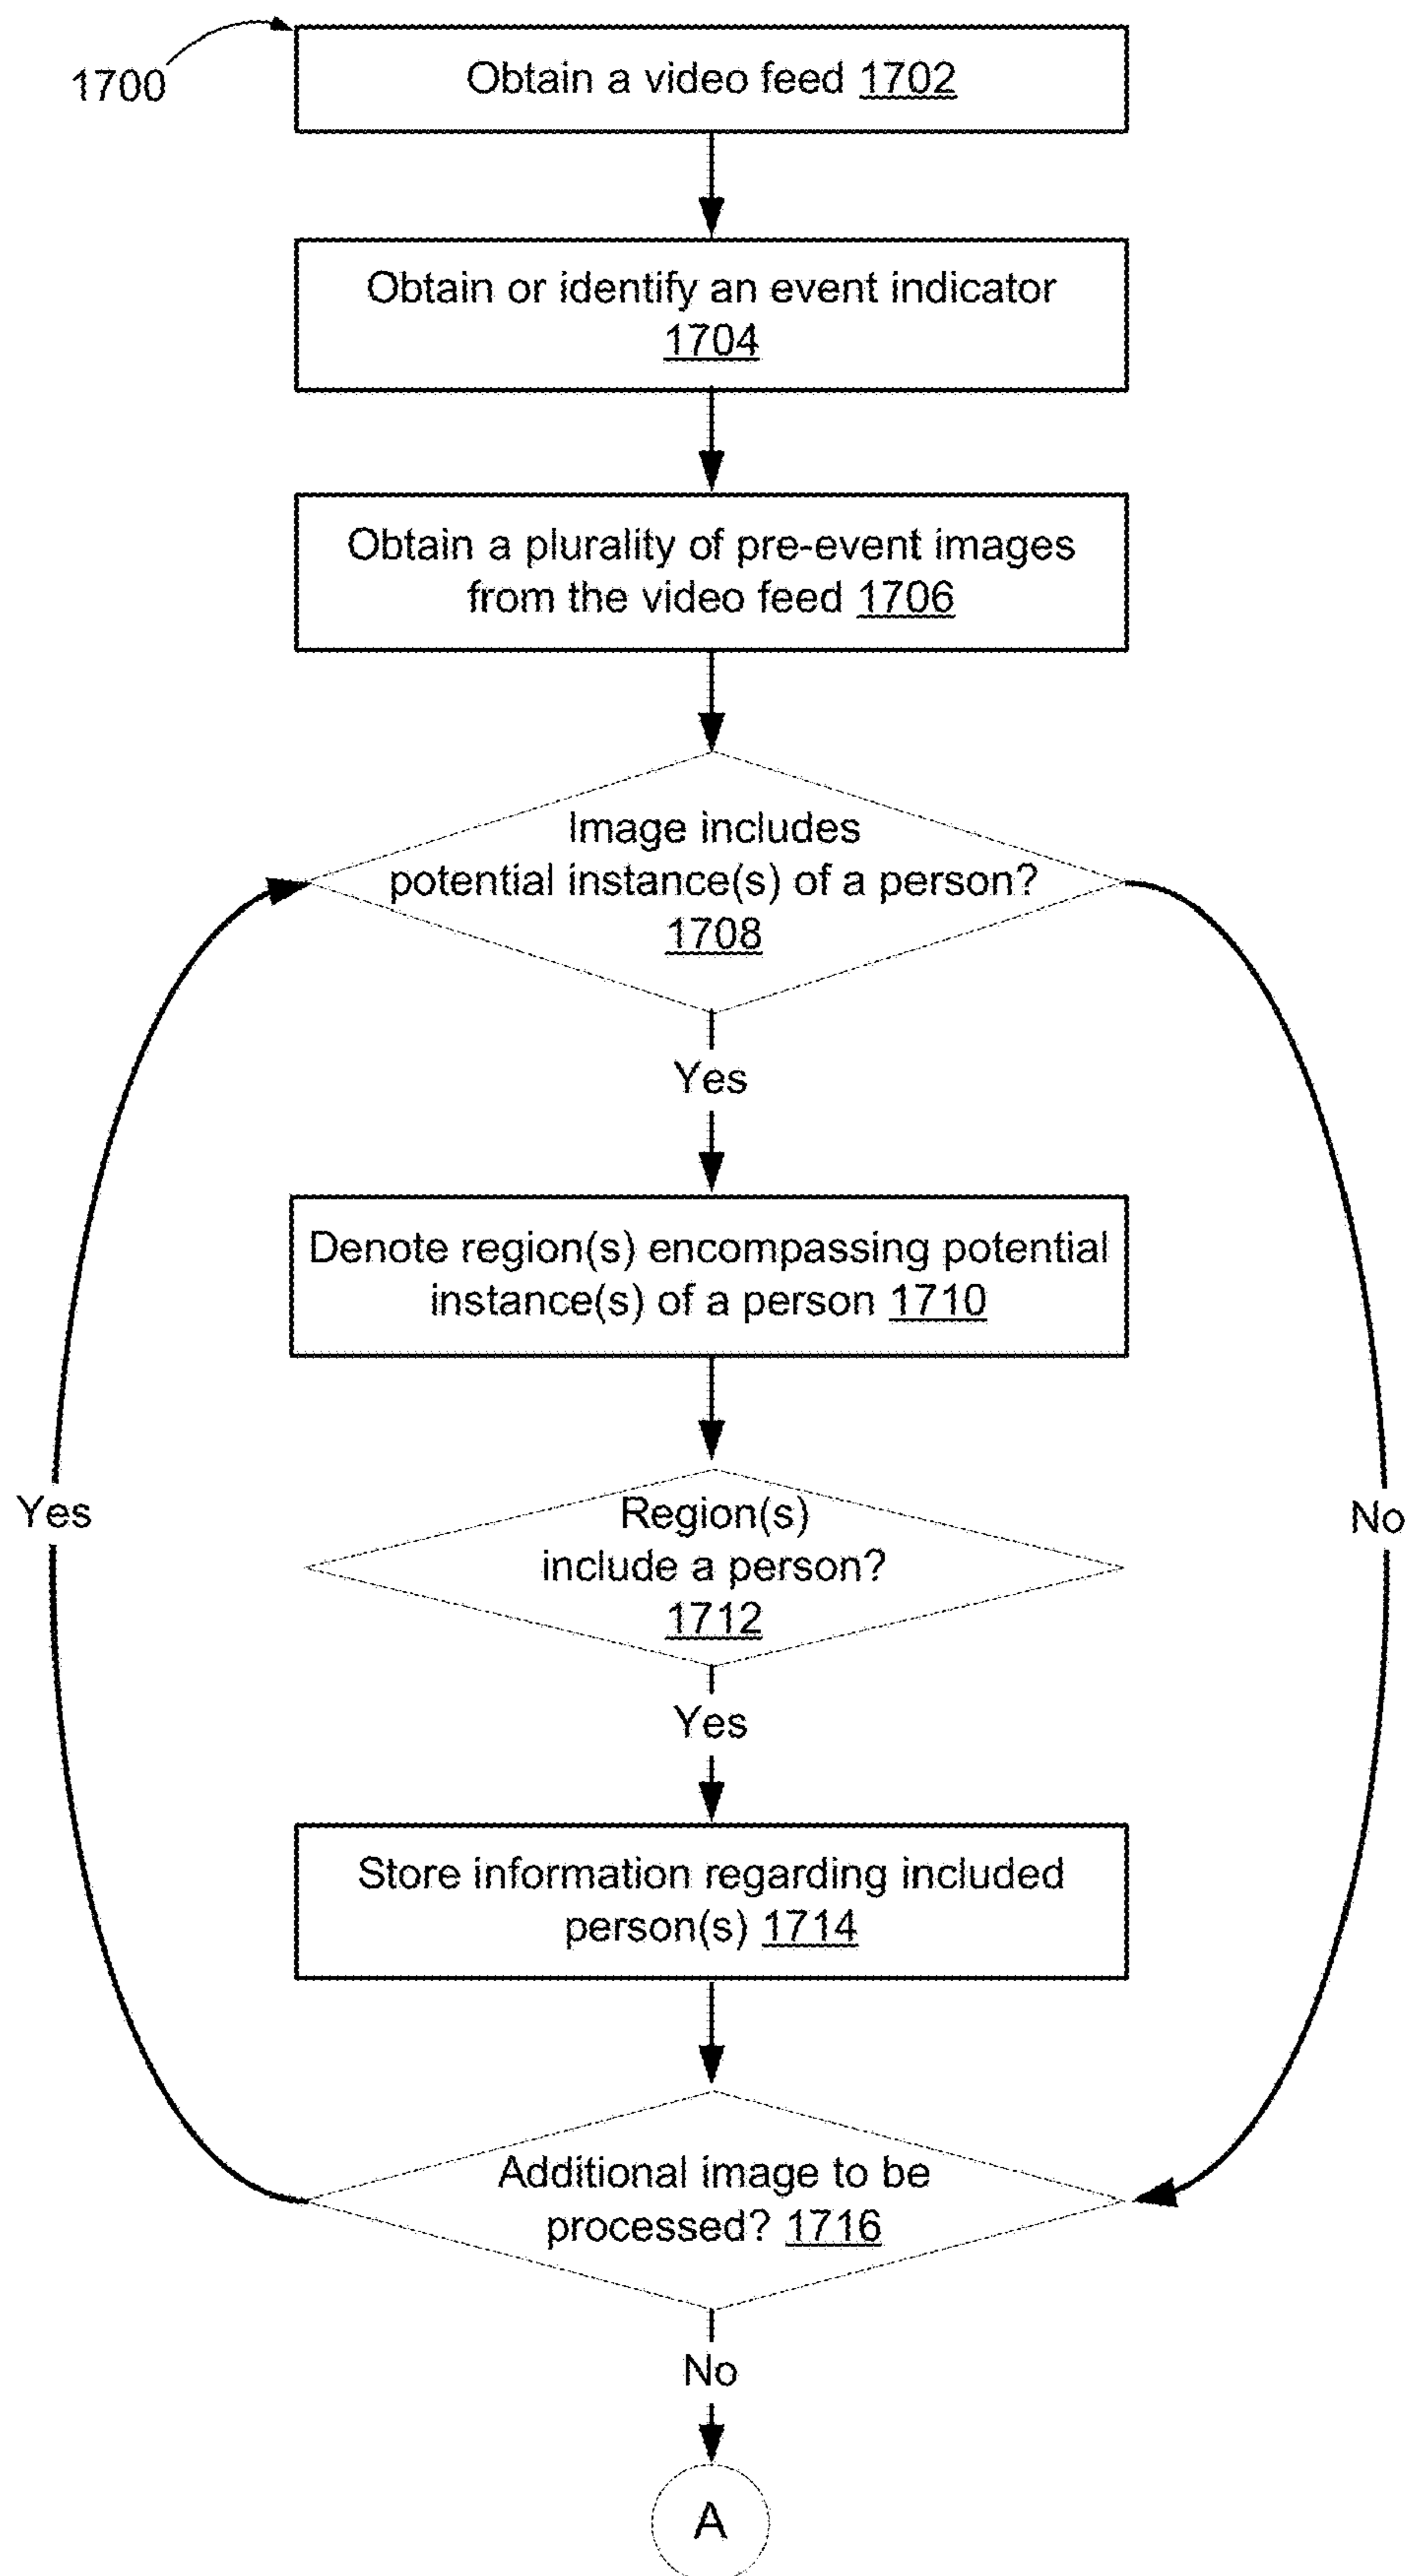 1700
Obtain a video feed 1702
Obtain or identify an event indicator
1704
Obtain a plurality of pre-event images
from the video feed 1706
Image includes
potential instance(s) of a person?
1708
Yes
Denote region(s) encompassing potential
instance(s) of a person 1710
Region(s)
include a person?
1712
Yes
No
Yes
Store information regarding included
person(s) 1714
Additional image to be
processed? 1716
No
A